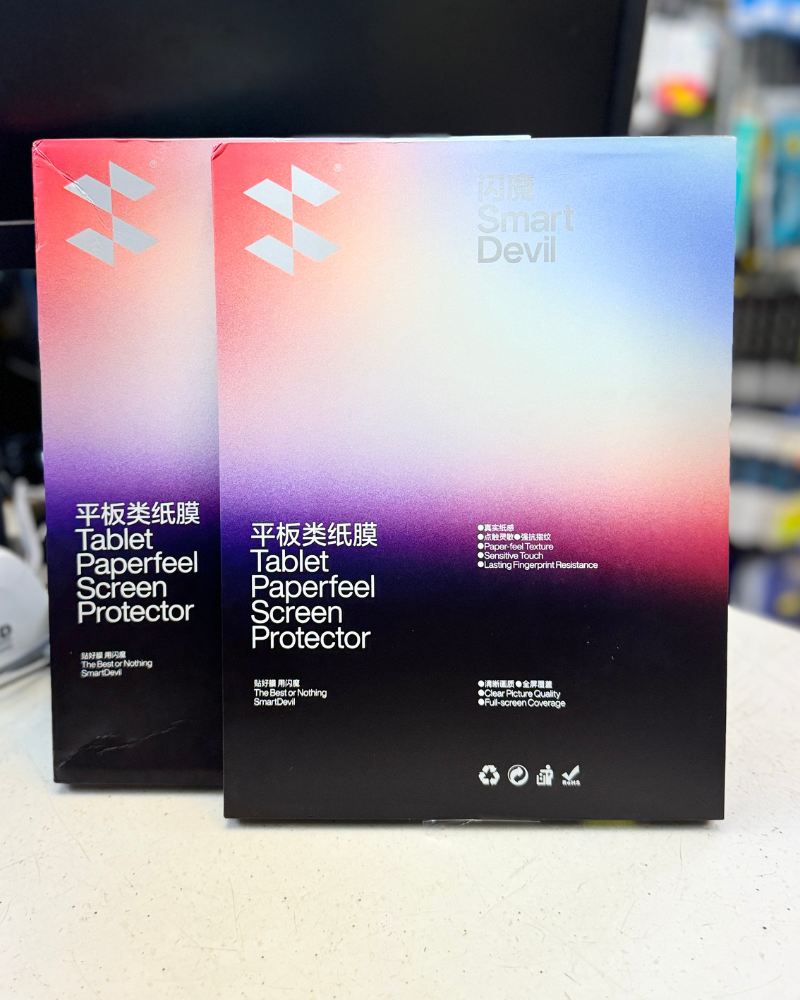 ®
®
闪魔
Smart
Devil
平板类纸膜
Tablet
Paperfeel
Screen
Protector
贴好膜 用闪魔
The Best or Nothing
SmartDevil
平板类纸膜
Tablet
Paperfeel
Screen
Protector
贴好膜 用闪魔
The Best or Nothing
SmartDevil
●真实纸感
●点触灵敏●强抗指纹
●Paper-feel Texture
●Sensitive Touch
●Lasting Fingerprint Resistance
●清晰画质 ●全屏覆盖
●Clear Picture Quality
●Full-screen Coverage
RoHS